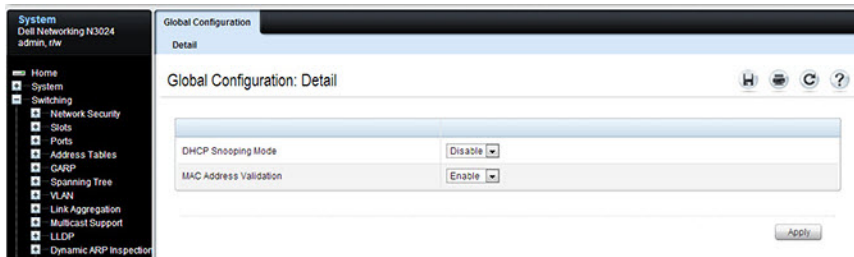 System
Dell Networking N3024
admin, r/w
Home
System
Switching
Network Security
Slots
Ports
Address Tables
GARP
Spanning Tree
VLAN
Link Aggregation
Multicast Support
LLDP
Dynamic ARP Inspection
Global Configuration
Detail
Global Configuration: Detail
?
DHCP Snooping Mode Disable
MAC Address Validation Enable
Apply